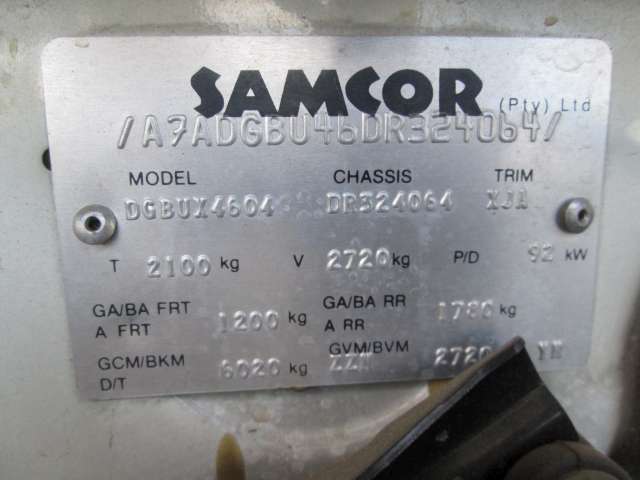 SAMCOR (Pty) Ltd
/A7ADGBU46DR324064/
MODEL CHASSIS TRIM
DGBUX4604 DR324064 XJA
T 2100 kg V 2720 kg P/D 92 kW
GA/BA FRT GA/BA RR
A FRT 1200 kg A RR 1780 kg
GCM/BKM 6020 kg GVM/BVM 2720
D/T